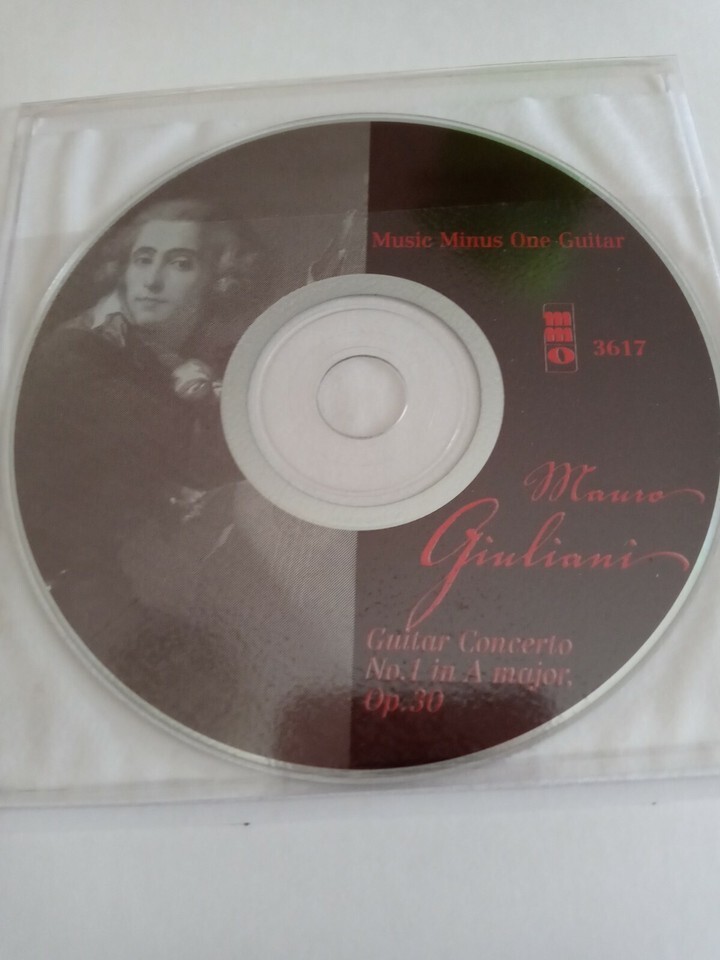 Music Minus One Guitar
mmo 3617
Mauro
Giuliani
Guitar Concerto
No.1 in A major,
Op.30